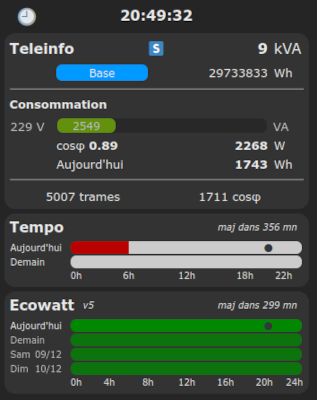 20:49:32
Teleinfo S 9 kVA
Base 29733833 Wh
Consommation
229 V 2549 VA
cosφ 0.89 2268 W
Aujourd'hui 1743 Wh
5007 trames 1711 cosφ
Tempo maj dans 356 mn
Aujourd'hui
Demain
0h 6h 12h 18h 22h
Ecowatt v5 maj dans 299 mn
Aujourd'hui
Demain
Sam 09/12
Dim 10/12
0h 4h 8h 12h 16h 20h 24h